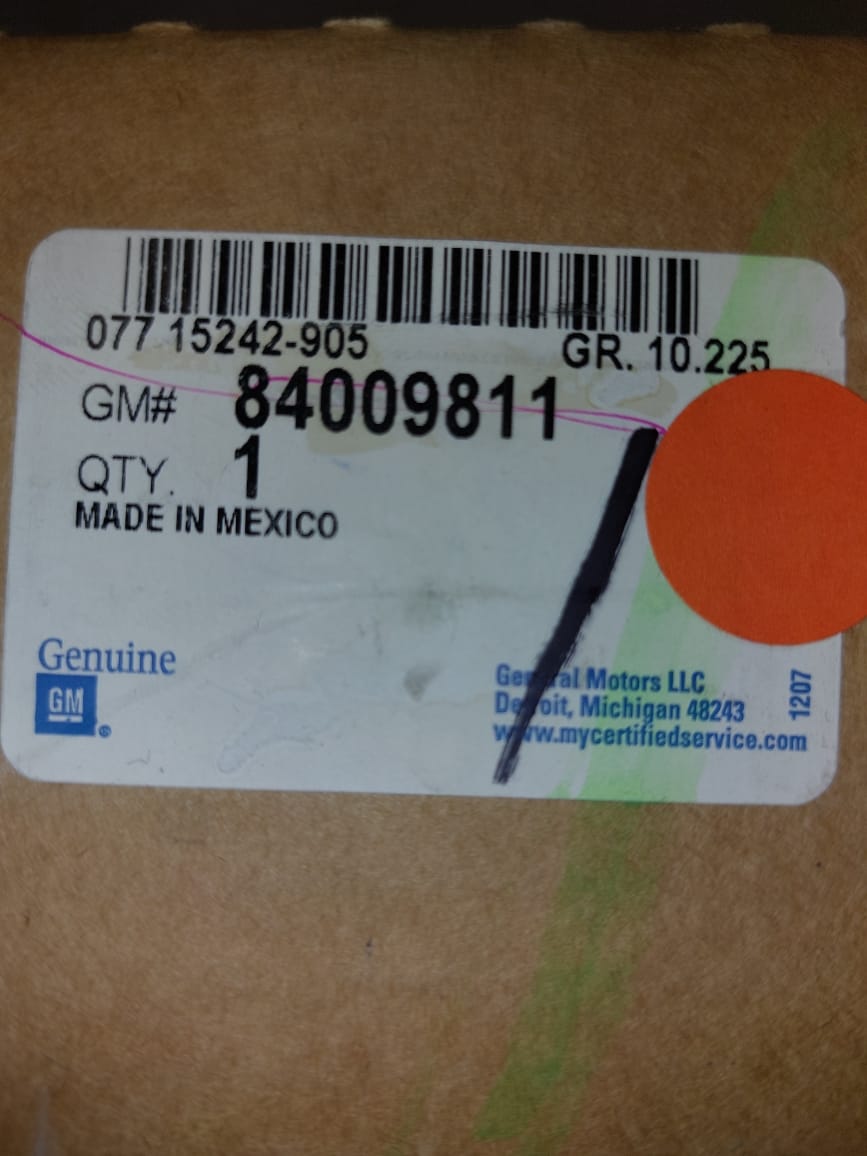 077 15242-905
GR. 10.225
GM# 84009811
QTY. 1
MADE IN MEXICO
Genuine
GM
General Motors LLC
Detroit, Michigan 48243
www.mycertifiedservice.com
1207